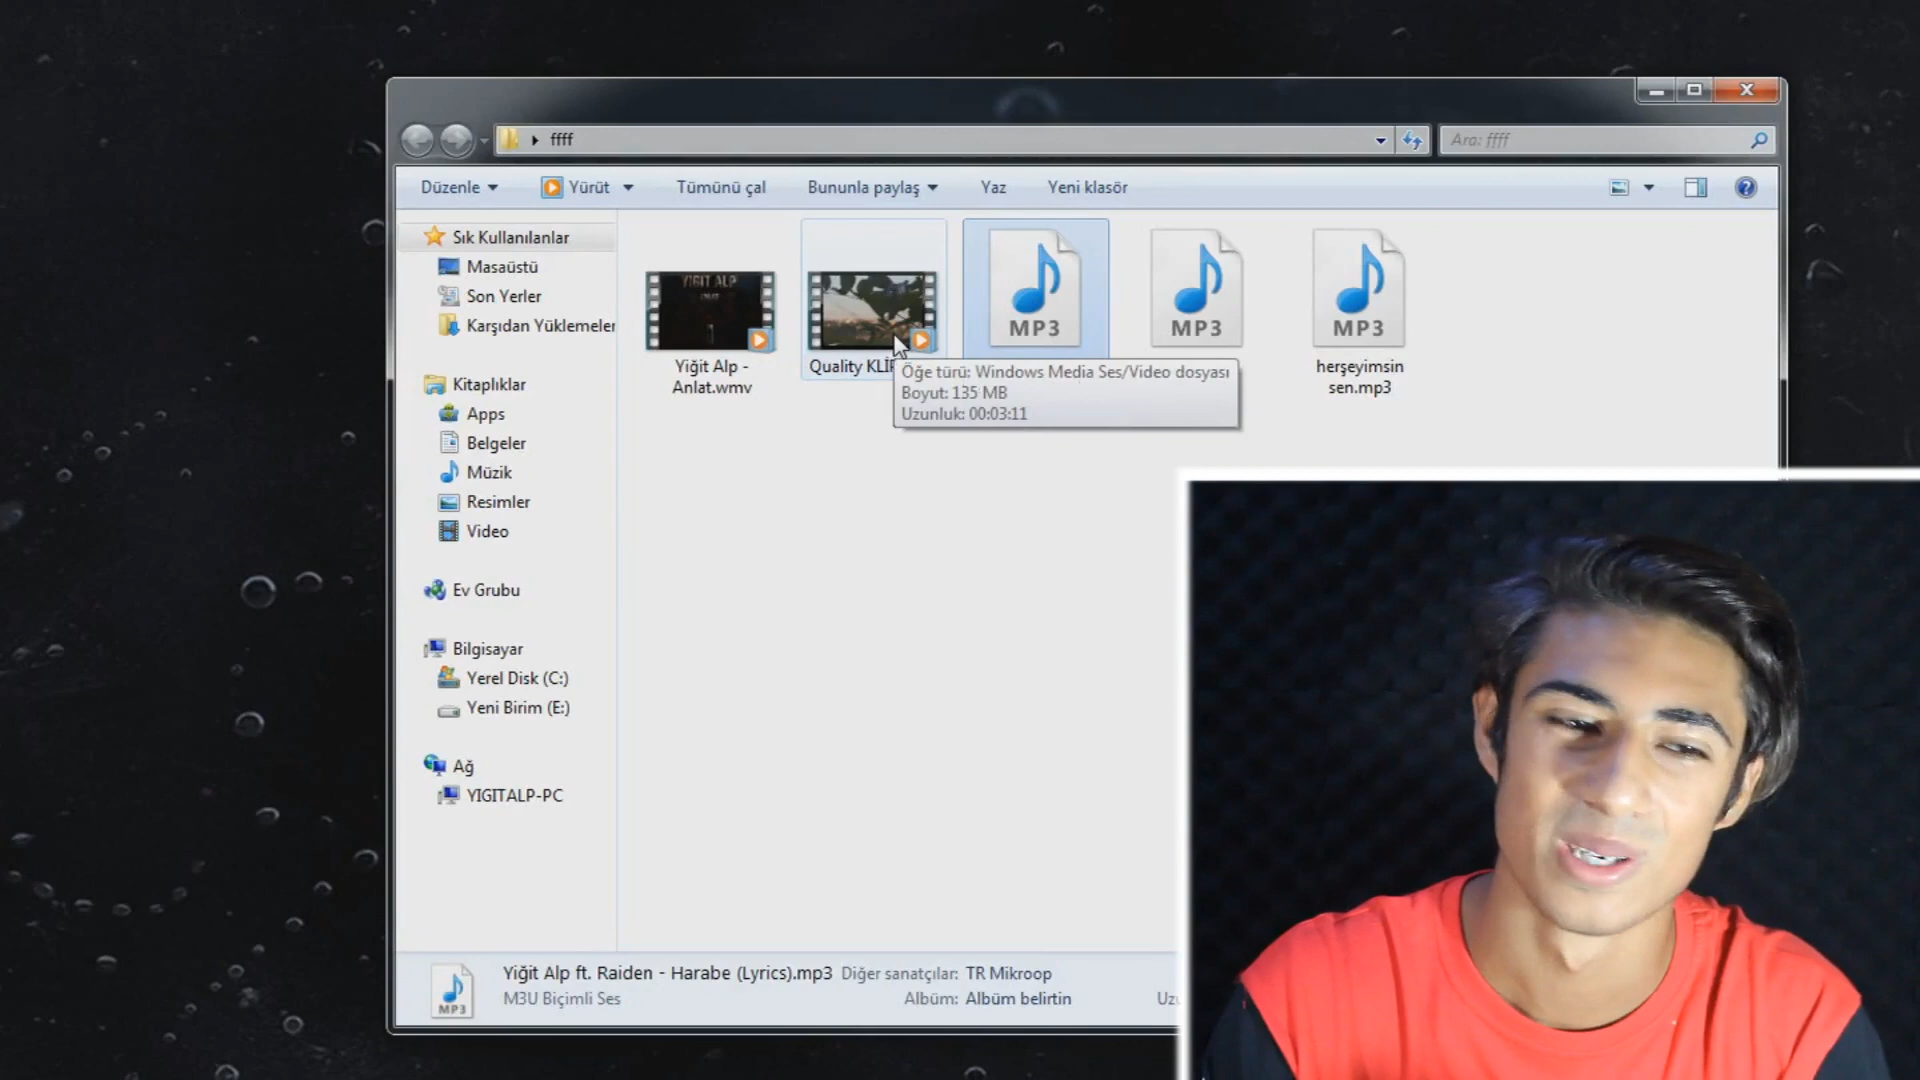 ffff
Ara: ffff
Düzenle
Yürüt
Tümünü çal
Bununla paylaş
Yaz
Yeni klasör
Sık Kullanılanlar
Masaüstü
Son Yerler
Karşıdan Yüklemeler
Kitaplıklar
Apps
Belgeler
Müzik
Resimler
Video
Ev Grubu
Bilgisayar
Yerel Disk (C:)
Yeni Birim (E:)
Ağ
YIGITALP-PC
YIGIT ALP
Yiğit Alp -
Anlat.wmv
Quality
MP3
MP3
MP3
herşeyimsin
sen.mp3
Öğe türü: Windows Media Ses/Video dosyası
Boyut: 135 MB
Uzunluk: 00:03:11
MP3
Yiğit Alp ft. Raiden - Harabe (Lyrics).mp3
M3U Biçimli Ses
Diğer sanatçılar: TR Mikroop
Albüm: Albüm belirtin